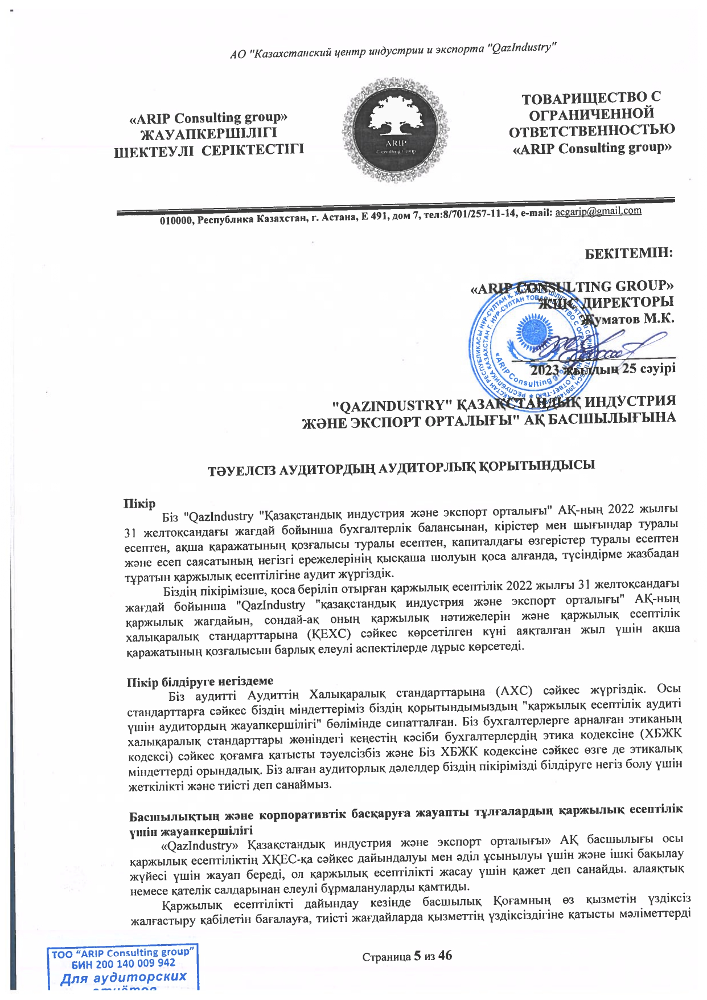 АО "Казахстанский центр индустрии и экспорта "QazIndustry"
«ARIP Consulting group»
ЖАУАПКЕРШІЛІГІ
ШЕКТЕУЛІ СЕРІКТЕСТІГІ
ARIP
Consulting Group
ТОВАРИЩЕСТВО С
ОГРАНИЧЕННОЙ
ОТВЕТСТВЕННОСТЬЮ
«ARIP Consulting group»
010000, Республика Казахстан, г. Астана, Е 491, дом 7, тел:8/701/257-11-14, e-mail: acgarip@gmail.com
БЕКІТЕМІН:
«ARIP CONSULTING GROUP»
ЖШС ДИРЕКТОРЫ
Жуматов М.К.
2023 жылдың 25 сәуірі
«ARIP Consulting group»
"QAZINDUSTRY" ҚАЗАҚСТАНДЫҚ ИНДУСТРИЯ
ЖӘНЕ ЭКСПОРТ ОРТАЛЫҒЫ" АҚ БАСШЫЛЫҒЫНА
ТӘУЕЛСІЗ АУДИТОРДЫҢ АУДИТОРЛЫҚ ҚОРЫТЫНДЫСЫ
Пікір
Біз "QazIndustry "Қазақстандық индустрия және экспорт орталығы" АҚ-ның 2022 жылғы
31 желтоқсандағы жағдай бойынша бухгалтерлік балансынан, кірістер мен шығындар туралы
есептен, ақша қаражатының қозғалысы туралы есептен, капиталдағы өзгерістер туралы есептен
және есеп саясатының негізгі ережелерінің қысқаша шолуын қоса алғанда, түсіндірме жазбадан
тұратын қаржылық есептілігіне аудит жүргіздік.
Біздің пікірімізше, қоса беріліп отырған қаржылық есептілік 2022 жылғы 31 желтоқсандағы
жағдай бойынша "QazIndustry "қазақстандық индустрия және экспорт орталығы" АҚ-ның
қаржылық жағдайын, сондай-ақ оның қаржылық нәтижелерін және қаржылық есептілік
халықаралық стандарттарына (ҚЕХС) сәйкес көрсетілген күні аяқталған жыл үшін ақша
қаражатының қозғалысын барлық елеулі аспектілерде дұрыс көрсетеді.
Пікір білдіруге негіздеме
Біз аудитті Аудиттің Халықаралық стандарттарына (АХС) сәйкес жүргіздік. Осы
стандарттарға сәйкес біздің міндеттеріміз біздің қорытындымыздың "қаржылық есептілік аудиті
үшін аудитордың жауапкершілігі" бөлімінде сипатталған. Біз бухгалтерлерге арналған этиканың
халықаралық стандарттары жөніндегі кеңестің кәсіби бухгалтерлердің этика кодексіне (ХБЖК
кодексі) сәйкес қоғамға қатысты тәуелсізбіз және Біз ХБЖК кодексіне сәйкес өзге де этикалық
міндеттерді орындадық. Біз алған аудиторлық дәлелдер біздің пікірімізді білдіруге негіз болу үшін
жеткілікті және тиісті деп санаймыз.
Басшылықтың және корпоративтік басқаруға жауапты тұлғалардың қаржылық есептілік
үшін жауапкершілігі
«QazIndustry» Қазақстандық индустрия және экспорт орталығы» АҚ басшылығы осы
қаржылық есептіліктің ХҚЕС-қа сәйкес дайындалуы мен әділ ұсынылуы үшін және ішкі бақылау
жүйесі үшін жауап береді, ол қаржылық есептілікті жасау үшін қажет деп санайды. алаяқтық
немесе қателік салдарынан елеулі бұрмалануларды қамтиды.
Қаржылық есептілікті дайындау кезінде басшылық Қоғамның өз қызметін үздіксіз
жалғастыру қабілетін бағалауға, тиісті жағдайларда қызметтің үздіксіздігіне қатысты мәліметтерді
Страница 5 из 46
ТОО "ARIP Consulting group"
БИН 200 140 009 942
Для аудиторских
отчётов